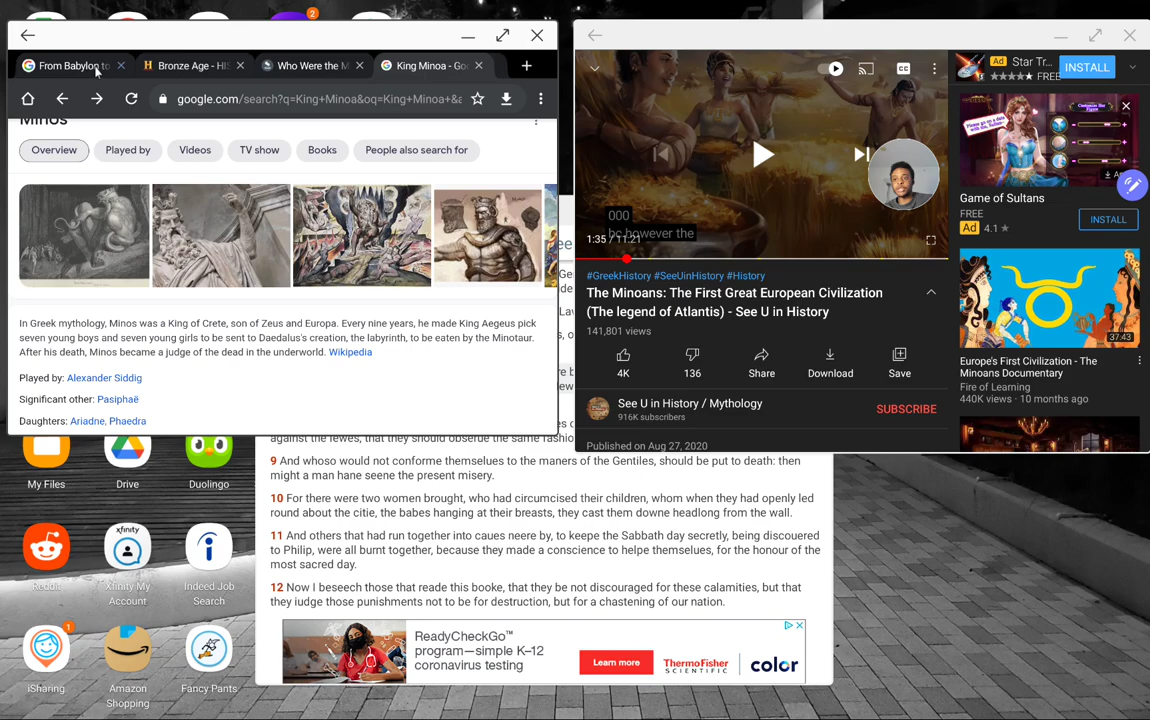 2
From Babylon to
Bronze Age - HIS
Who Were the M
King Minoa - Goo
google.com/search?q=King+Minoa&oq=King+Minoa+&a
Minos
Overview
Played by
Videos
TV show
Books
People also search for
In Greek mythology, Minos was a King of Crete, son of Zeus and Europa. Every nine years, he made King Aegeus pick
seven young boys and seven young girls to be sent to Daedalus's creation, the labyrinth, to be eaten by the Minotaur.
After his death, Minos became a judge of the dead in the underworld. Wikipedia
Played by: Alexander Siddig
Significant other: Pasiphaë
Daughters: Ariadne, Phaedra
CC
000
bc however the
1:35 / 11:21
#GreekHistory #SeeUinHistory #History
The Minoans: The First Great European Civilization
(The legend of Atlantis) - See U in History
141,801 views
4K
136
Share
Download
Save
See U in History / Mythology
916K subscribers
SUBSCRIBE
Published on Aug 27, 2020
Ad Star Tr...
FREE
INSTALL
Game of Sultans
FREE
Ad 4.1
INSTALL
37:43
Europe's First Civilization - The
Minoans Documentary
Fire of Learning
440K views · 10 months ago
against the Iewes, that they should obserue the same fashio
9 And whoso would not conforme themselues to the maners of the Gentiles, should be put to death: then
might a man haue seene the present misery.
10 For there were two women brought, who had circumcised their children, whom when they had openly led
round about the citie, the babes hanging at their breasts, they cast them downe headlong from the wall.
11 And others that had run together into caues neere by, to keepe the Sabbath day secretly, being discouered
to Philip, were all burnt together, because they made a conscience to helpe themselues, for the honour of the
most sacred day.
12 Now I beseech those that reade this booke, that they be not discouraged for these calamities, but that
they iudge those punishments not to be for destruction, but for a chastening of our nation.
ReadyCheckGo™
program—simple K–12
coronavirus testing
Learn more
ThermoFisher
SCIENTIFIC
color
My Files
Drive
Duolingo
Reddit
xfinity
Xfinity My
Account
Indeed Job
Search
1
iSharing
Amazon
Shopping
Fancy Pants